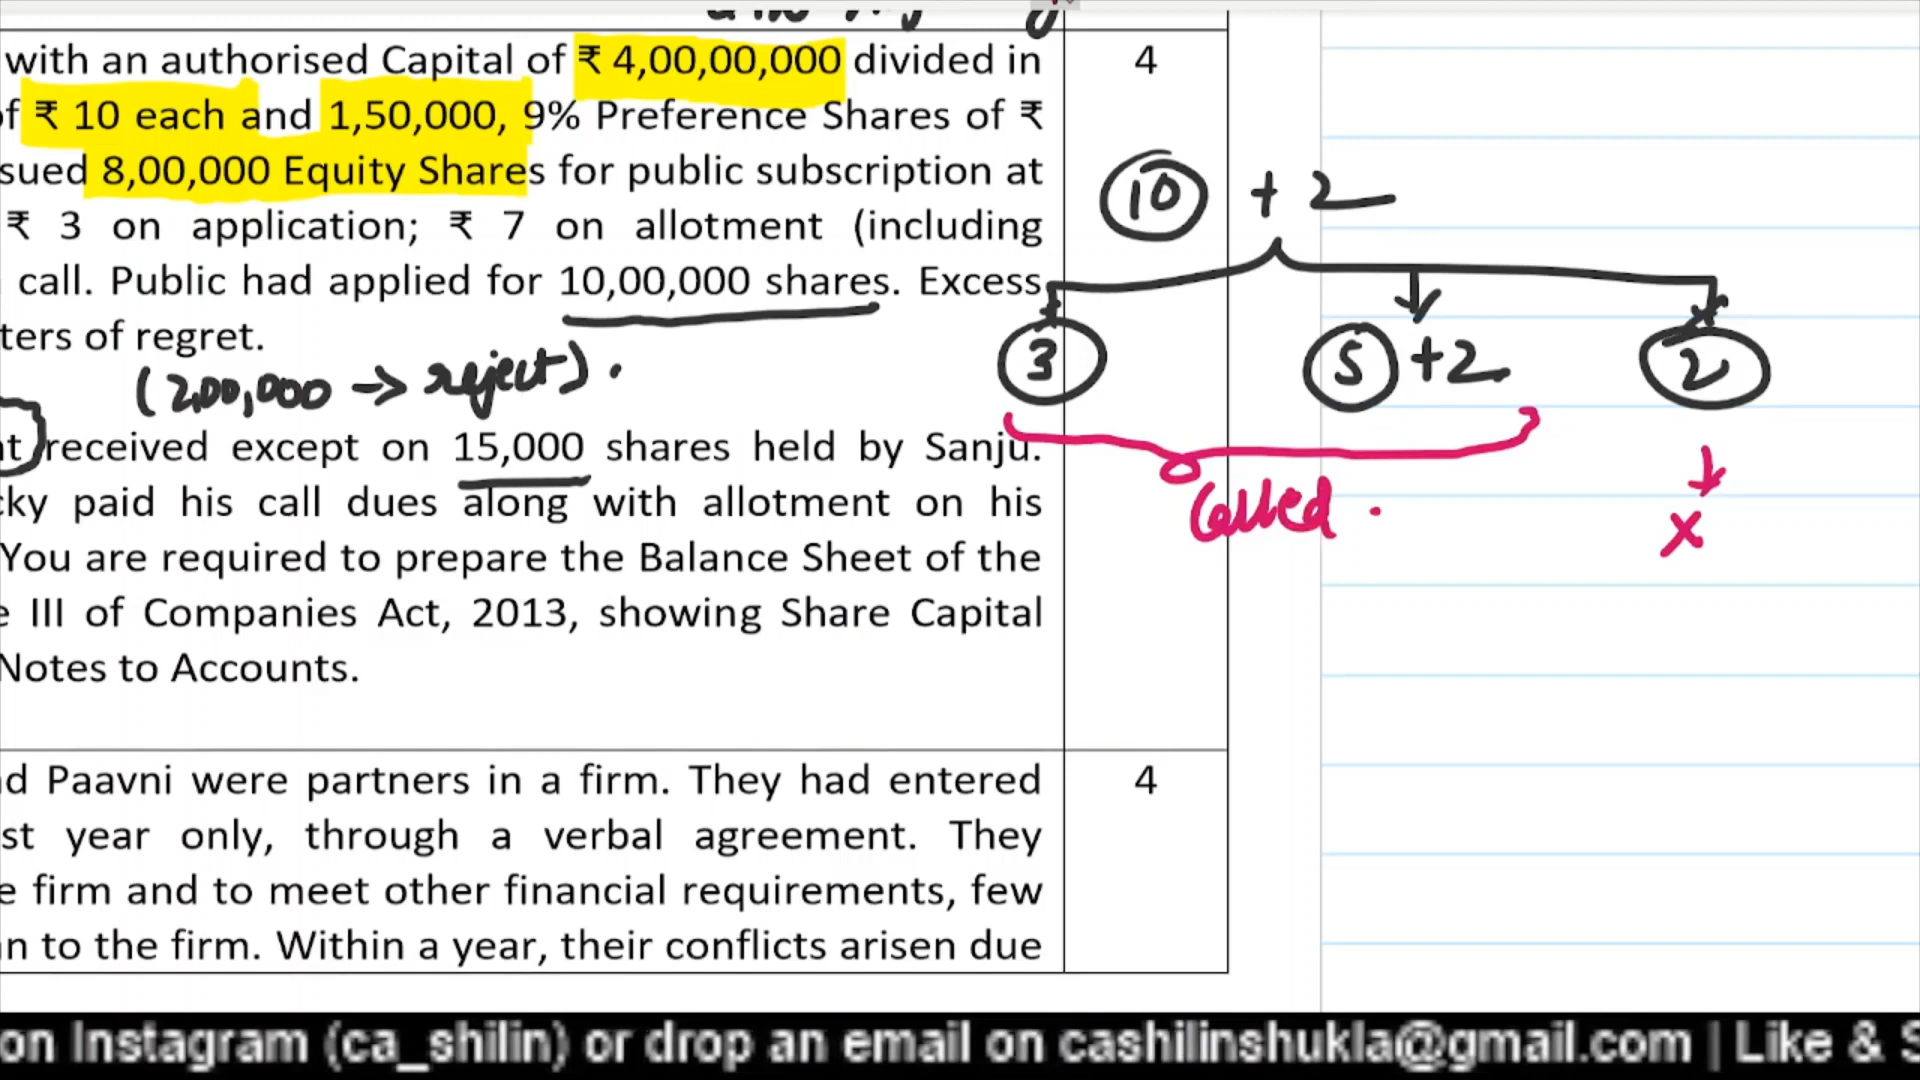 with an authorised Capital of ₹ 4,00,00,000 divided in
4
of ₹ 10 each and 1,50,000, 9% Preference Shares of ₹
sued 8,00,000 Equity Shares for public subscription at
10 + 2
₹ 3 on application; ₹ 7 on allotment (including
call. Public had applied for 10,00,000 shares. Excess
ters of regret.
3 5 +2 2
(2,00,000 -> reject).
t received except on 15,000 shares held by Sanju.
cky paid his call dues along with allotment on his
Called .
x
You are required to prepare the Balance Sheet of the
e III of Companies Act, 2013, showing Share Capital
Notes to Accounts.
d Paavni were partners in a firm. They had entered
4
st year only, through a verbal agreement. They
e firm and to meet other financial requirements, few
n to the firm. Within a year, their conflicts arisen due
on Instagram (ca_shilin) or drop an email on cashilinshukla@gmail.com | Like & S